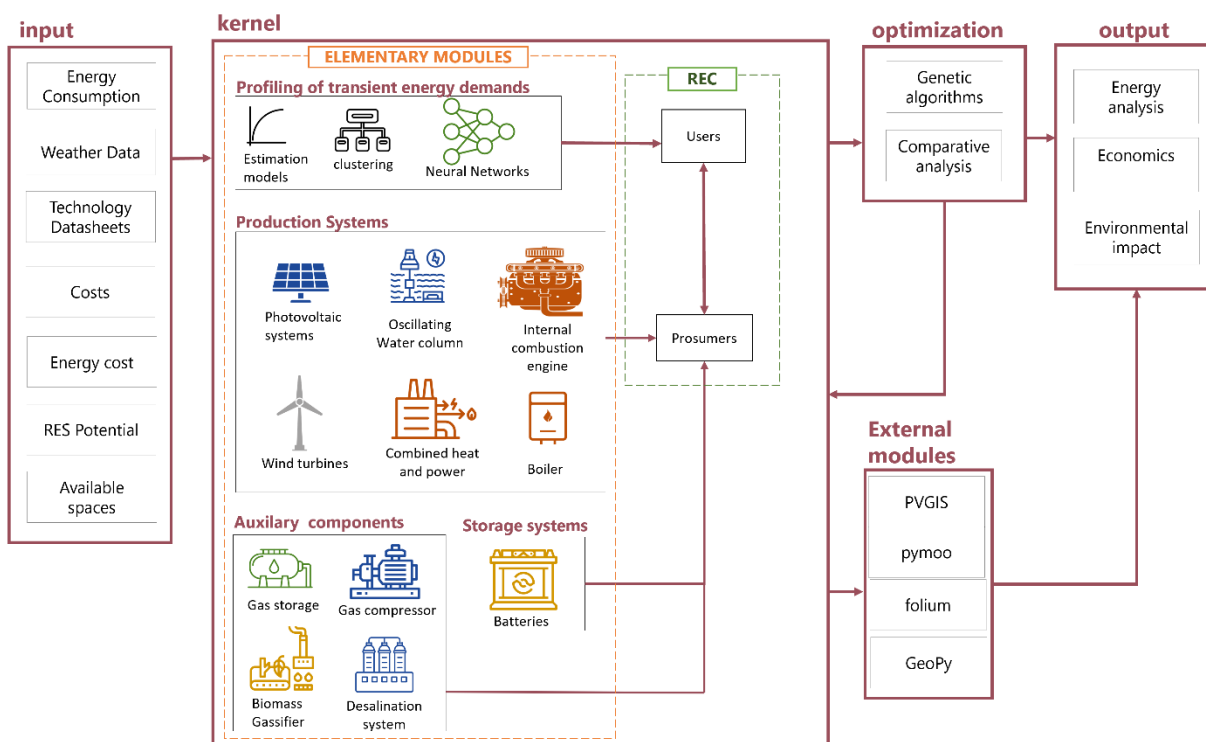 input
Energy
Consumption
Weather Data
Technology
Datasheets
Costs
Energy cost
RES Potential
Available
spaces
kernel
ELEMENTARY MODULES
Profiling of transient energy demands
Estimation
models
clustering
Neural Networks
Production Systems
Photovoltaic
systems
Oscillating
Water column
Internal
combustion
engine
Wind turbines
Combined heat
and power
Boiler
Auxilary components
Gas storage
Gas compressor
Biomass
Gassifier
Desalination
system
Storage systems
Batteries
REC
Users
Prosumers
optimization
Genetic
algorithms
Comparative
analysis
External
modules
PVGIS
pymoo
folium
GeoPy
output
Energy
analysis
Economics
Environmental
impact